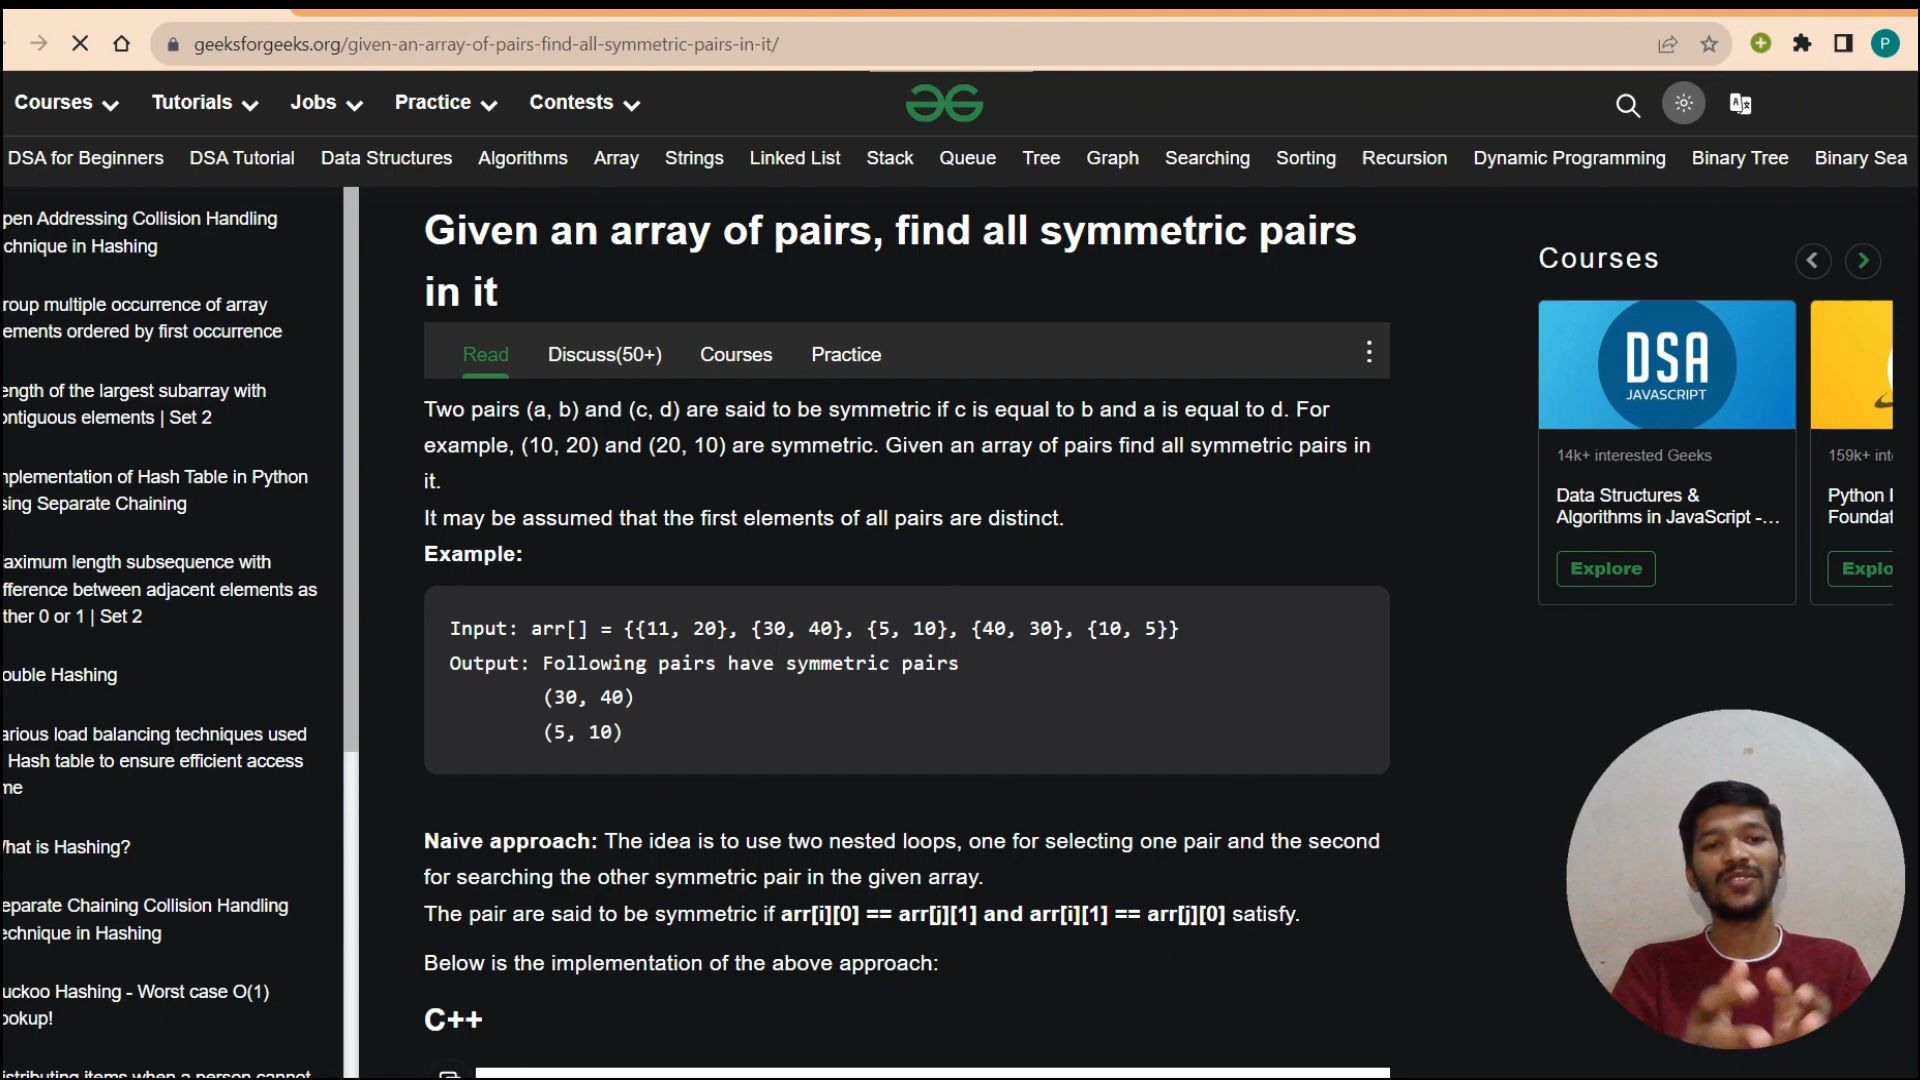 geeksforgeeks.org/given-an-array-of-pairs-find-all-symmetric-pairs-in-it/
P
Courses Tutorials Jobs Practice Contests
DSA for Beginners DSA Tutorial Data Structures Algorithms Array Strings Linked List Stack Queue Tree Graph Searching Sorting Recursion Dynamic Programming Binary Tree Binary Sea
pen Addressing Collision Handling
chnique in Hashing
roup multiple occurrence of array
ements ordered by first occurrence
ength of the largest subarray with
ontiguous elements | Set 2
nplementation of Hash Table in Python
sing Separate Chaining
aximum length subsequence with
fference between adjacent elements as
ther 0 or 1 | Set 2
ouble Hashing
arious load balancing techniques used
Hash table to ensure efficient access
me
hat is Hashing?
eparate Chaining Collision Handling
echnique in Hashing
uckoo Hashing - Worst case O(1)
ookup!
istributing items when a person cannot
Given an array of pairs, find all symmetric pairs
in it
Read Discuss(50+) Courses Practice
Two pairs (a, b) and (c, d) are said to be symmetric if c is equal to b and a is equal to d. For
example, (10, 20) and (20, 10) are symmetric. Given an array of pairs find all symmetric pairs in
it.
It may be assumed that the first elements of all pairs are distinct.
Example:
Input: arr[] = {{11, 20}, {30, 40}, {5, 10}, {40, 30}, {10, 5}}
Output: Following pairs have symmetric pairs
(30, 40)
(5, 10)
Naive approach: The idea is to use two nested loops, one for selecting one pair and the second
for searching the other symmetric pair in the given array.
The pair are said to be symmetric if arr[i][0] == arr[j][1] and arr[i][1] == arr[j][0] satisfy.
Below is the implementation of the above approach:
C++
Courses
DSA
JAVASCRIPT
14k+ interested Geeks
Data Structures &
Algorithms in JavaScript -...
Explore
159k+ int
Python
Foundat
Explo